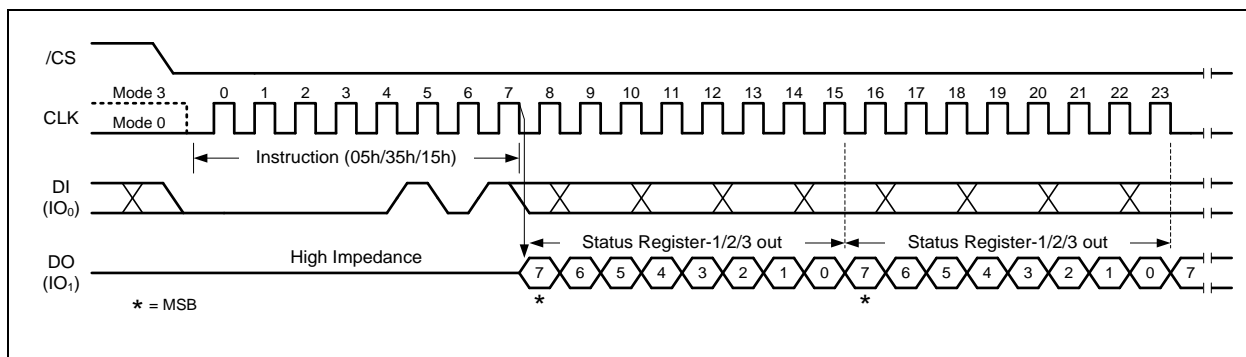 /CS
Mode 3
0 1 2 3 4 5 6 7 8 9 10 11 12 13 14 15 16 17 18 19 20 21 22 23
CLK
Mode 0
Instruction (05h/35h/15h)
DI
(IO₀)
Status Register-1/2/3 out Status Register-1/2/3 out
High Impedance
DO
(IO₁)
7 6 5 4 3 2 1 0 7 6 5 4 3 2 1 0 7
* = MSB * *